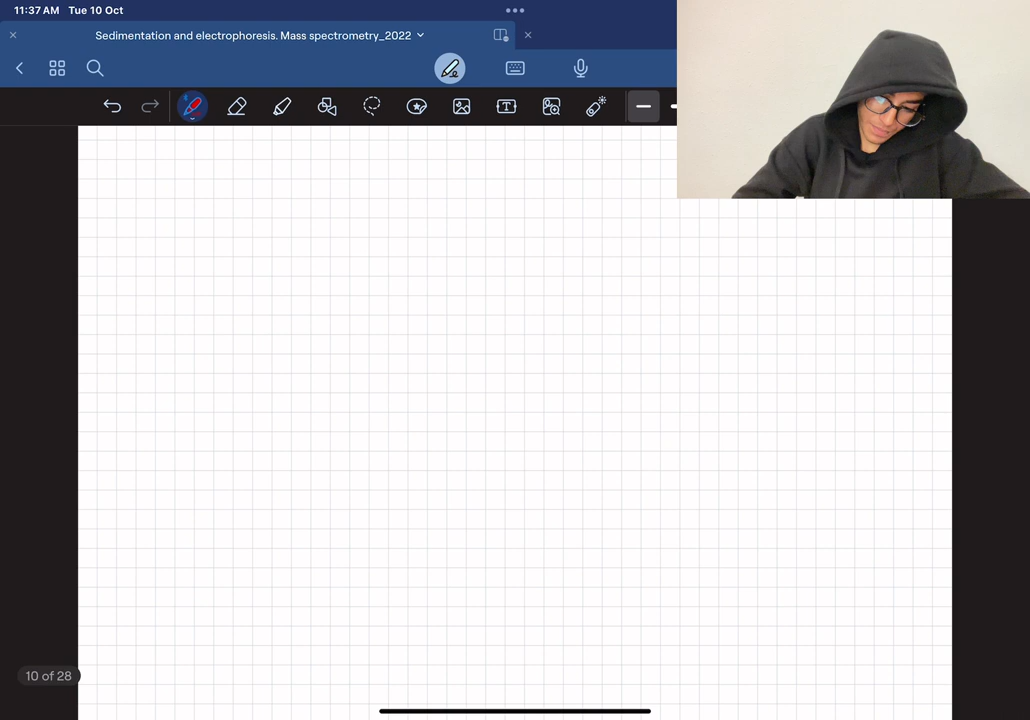 11:37 AM Tue 10 Oct
Sedimentation and electrophoresis. Mass spectrometry_2022
T
10 of 28